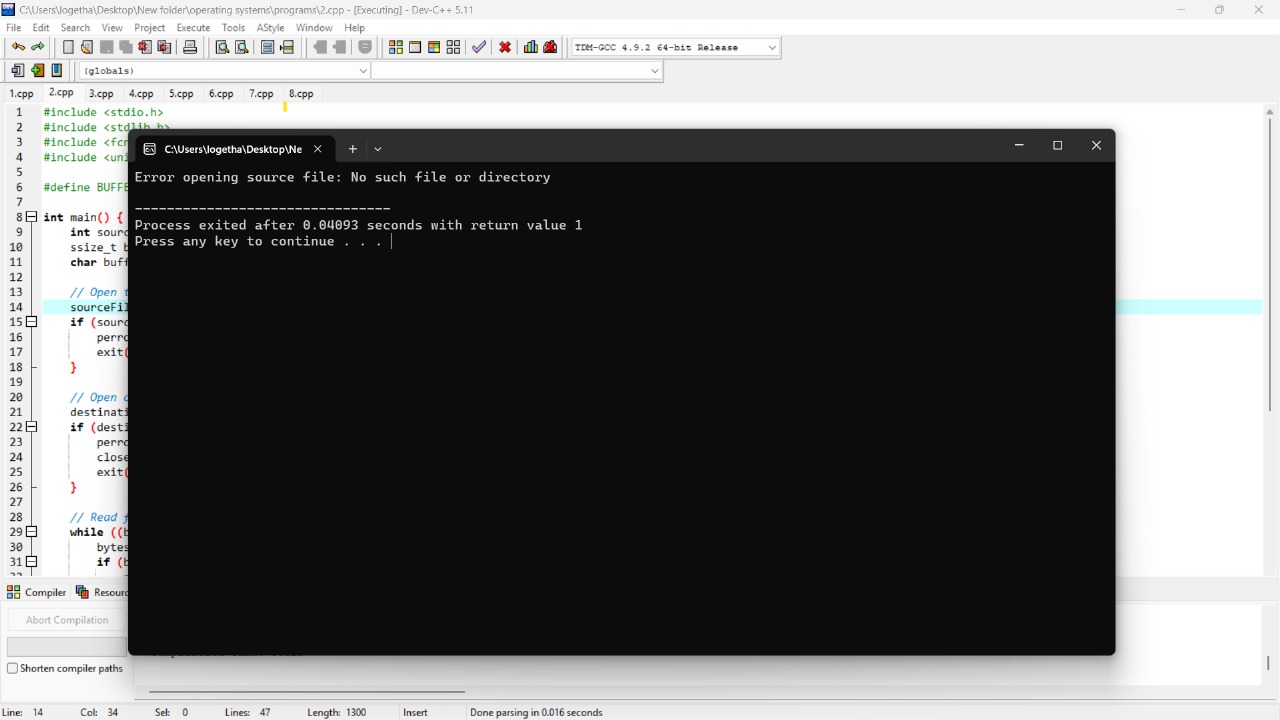 C:\Users\logetha\Desktop\New folder\operating systems\programs\2.cpp - [Executing] - Dev-C++ 5.11
File Edit Search View Project Execute Tools AStyle Window Help
TDM-GCC 4.9.2 64-bit Release
(globals)
1.cpp 2.cpp 3.cpp 4.cpp 5.cpp 6.cpp 7.cpp 8.cpp
1 #include <stdio.h>
2 #include <stdlib.h>
3 #include <fcn
4 #include <uni
5
6 #define BUFFE
7
8 int main() {
9 int sourc
10 ssize_t b
11 char buff
12
13 // Open t
14 sourceFil
15 if (sourc
16 perro
17 exit(
18 }
19
20 // Open d
21 destinati
22 if (desti
23 perro
24 close
25 exit(
26 }
27
28 // Read f
29 while ((b
30 bytes
31 if (b
C:\Users\logetha\Desktop\Ne
Error opening source file: No such file or directory
--------------------------------
Process exited after 0.04093 seconds with return value 1
Press any key to continue . . .
Compiler Resourc
Abort Compilation
Shorten compiler paths
Line: 14 Col: 34 Sel: 0 Lines: 47 Length: 1300 Insert Done parsing in 0.016 seconds